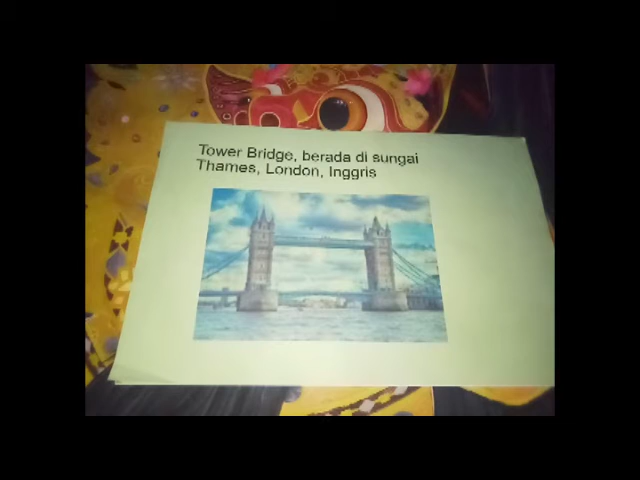 Tower Bridge, berada di sungai
Thames, London, Inggris